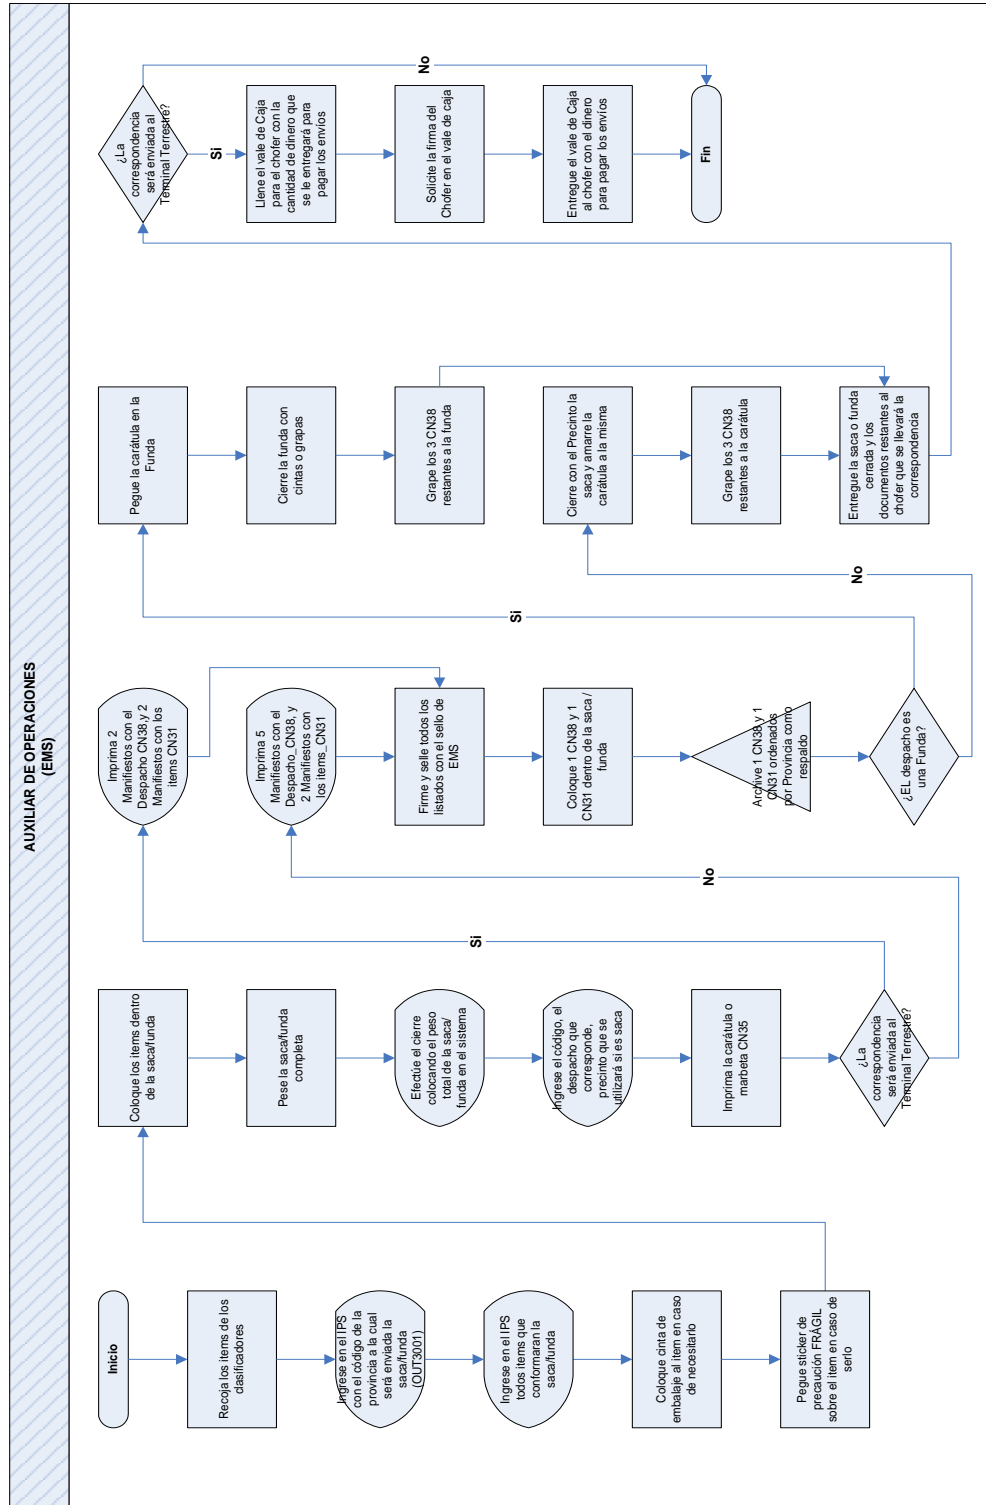 AUXILIAR DE OPERACIONES
(EMS)
Inicio
Recoja los items de los
clasificadores
Ingrese en el IPS
con el código de la
provincia a la cual
será enviada la
saca/funda
(OUT3001)
Ingrese en el IPS
todos items que
conformaran la
saca/funda
Coloque cinta de
embalaje al item en caso
de necesitarlo
Pegue sticker de
precaución FRÁGIL
sobre el item en caso de
serlo
Coloque los items dentro
de la saca/funda
Pese la saca/funda
completa
Efectúe el cierre
colocando el peso
total de la saca/
funda en el sistema
Ingrese el código, el
despacho que
corresponde,
precinto que se
utilizará si es saca
Imprima la carátula o
marbeta CN35
¿La
correspondencia
será enviada al
Terminal Terrestre?
Si
No
Imprima 2
Manifiestos con el
Despacho CN38,y 2
Manifiestos con los
items CN31
Imprima 5
Manifiestos con el
Despacho_CN38, y
2 Manifiestos con
los items_CN31
Firme y selle todos los
listados con el sello de
EMS
Coloque 1 CN38 y 1
CN31 dentro de la saca /
funda
Archive 1 CN38 y 1
CN31 ordenados
por Provincia como
respaldo
¿EL despacho es
una Funda?
Si
No
Pegue la carátula en la
Funda
Cierre la funda con
cintas o grapas
Grape los 3 CN38
restantes a la funda
Cierre con el Precinto la
saca y amarre la
carátula a la misma
Grape los 3 CN38
restantes a la carátula
Entregue la saca o funda
cerrada y los
documentos restantes al
chofer que se llevará la
correspondencia
¿La
correspondencia
será enviada al
Terminal Terrestre?
Si
No
Llene el vale de Caja
para el chofer con la
cantidad de dinero que
se le entregará para
pagar los envíos
Solicite la firma del
Chofer en el vale de caja
Entregue el vale de Caja
al chofer con el dinero
para pagar los envíos
Fin